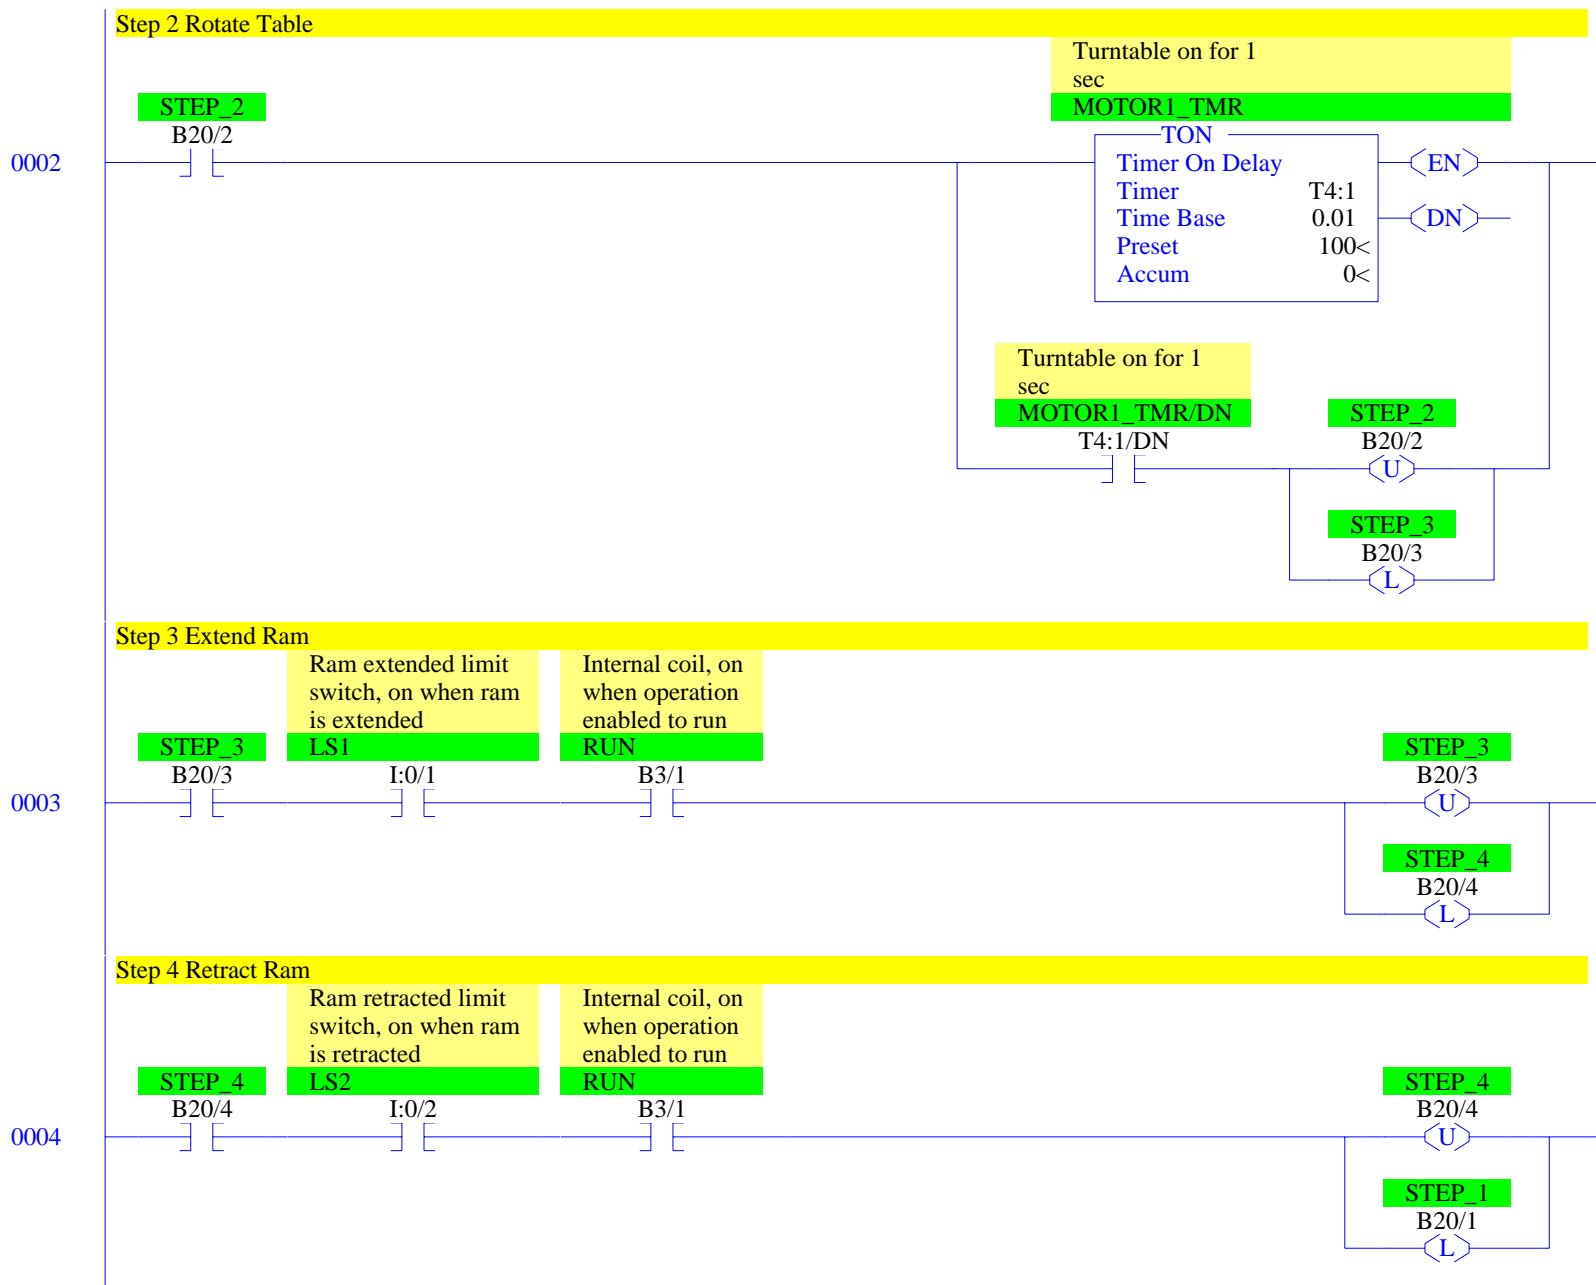 Step 2 Rotate Table
Turntable on for 1
sec
STEP_2
MOTOR1_TMR
B20/2
TON
0002
Timer On Delay
EN
Timer T4:1
Time Base 0.01
DN
Preset 100<
Accum 0<
Turntable on for 1
sec
MOTOR1_TMR/DN
STEP_2
T4:1/DN
B20/2
U
STEP_3
B20/3
L
Step 3 Extend Ram
Ram extended limit
switch, on when ram
is extended
Internal coil, on
when operation
enabled to run
STEP_3
LS1
RUN
STEP_3
B20/3
I:0/1
B3/1
B20/3
0003
U
STEP_4
B20/4
L
Step 4 Retract Ram
Ram retracted limit
switch, on when ram
is retracted
Internal coil, on
when operation
enabled to run
STEP_4
LS2
RUN
STEP_4
B20/4
I:0/2
B3/1
B20/4
0004
U
STEP_1
B20/1
L